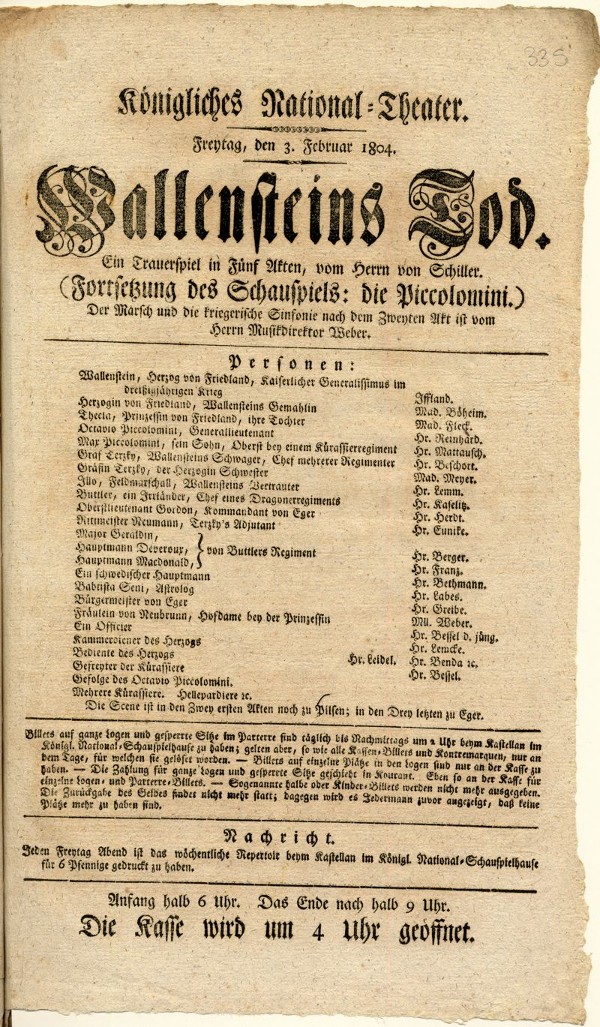 335
Königliches National-Theater.
Freytag, den 3. Februar 1804.
Wallensteins Tod.
Ein Trauerspiel in Fünf Akten, vom Herrn von Schiller.
(Fortsetzung des Schauspiels: die Piccolomini.)
Der Marsch und die kriegerische Sinfonie nach dem Zweyten Akt ist vom
Herrn Musikdirektor Weber.
Personen:
Wallenstein, Herzog von Friedland, Kaiserlicher Generalissimus im
dreißigjährigen Krieg Iffland.
Herzogin von Friedland, Wallensteins Gemahlin Mad. Böheim.
Thecla, Prinzessin von Friedland, ihre Tochter Mad. Fleck.
Octavio Piccolomini, Generallieutenant Hr. Reinhard.
Max Piccolomini, sein Sohn, Oberst bey einem Kürassierregiment Hr. Mattausch.
Graf Terzky, Wallensteins Schwager, Chef mehrerer Regimenter Hr. Beschort.
Gräfin Terzky, der Herzogin Schwester Mad. Meyer.
Illo, Feldmarschall, Wallensteins Vertrauter Hr. Lemm.
Buttler, ein Irrländer, Chef eines Dragonerregiments Hr. Kaselitz.
Oberstlieutenant Gordon, Kommandant von Eger Hr. Herdt.
Rittmeister Neumann, Terzky's Adjutant Hr. Eunike.
Major Geraldin,
Hauptmann Deveroux, } von Buttlers Regiment Hr. Berger.
Hauptmann Macdonald, Hr. Franz.
Ein schwedischer Hauptmann Hr. Bethmann.
Babtista Seni, Astrolog Hr. Labes.
Bürgermeister von Eger Hr. Greibe.
Fräulein von Neubrunn, Hofdame bey der Prinzessin Mll. Weber.
Ein Officier Hr. Bessel d. jüng.
Kammerdiener des Herzogs Hr. Lemcke.
Bediente des Herzogs Hr. Leidel. Hr. Benda ꝛc.
Gefreyter der Kürassiere Hr. Bessel.
Gefolge des Octavio Piccolomini.
Mehrere Kürassiere. Hellepardiere ꝛc.
Die Scene ist in den Zwey ersten Akten noch zu Pilsen; in den Drey letzten zu Eger.
Billets auf ganze Logen und gesperrte Sitze im Parterre sind täglich bis Nachmittags um 2 Uhr beym Kastellan im
Königl. National-Schauspielhause zu haben; gelten aber, so wie alle Kassen-Billets und Kontremarquen, nur an
dem Tage, für welchen sie gelöset worden. — Billets auf einzelne Plätze in den Logen sind nur an der Kasse zu
haben. — Die Zahlung für ganze Logen und gesperrte Sitze geschieht in Kourant. Eben so an der Kasse für
einzelne Logen- und Parterre-Billets. — Sogenannte halbe oder Kinder-Billets werden nicht mehr ausgegeben.
Die Zurückgabe des Geldes findet nicht mehr statt; dagegen wird es Jedermann zuvor angezeigt, daß keine
Plätze mehr zu haben sind.
Nachricht.
Jeden Freytag Abend ist das wöchentliche Repertoir beym Kastellan im Königl. National-Schauspielhause
für 6 Pfennige gedruckt zu haben.
Anfang halb 6 Uhr. Das Ende nach halb 9 Uhr.
Die Kasse wird um 4 Uhr geöffnet.